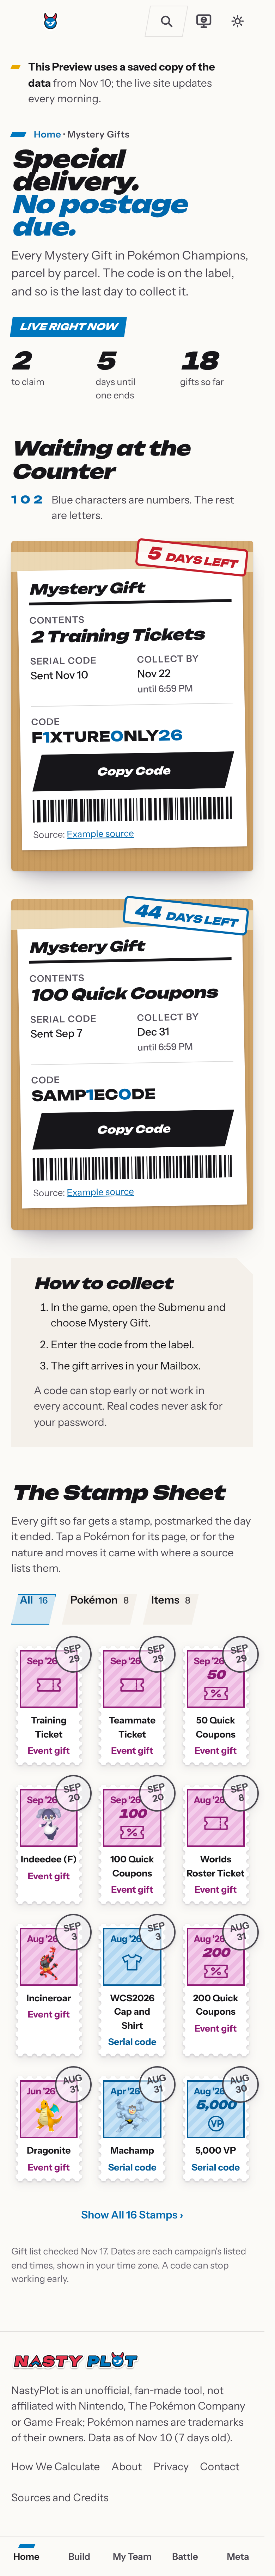 This Preview uses a saved copy of the
data from Nov 10; the live site updates
every morning.
Home · Mystery Gifts
Special
delivery.
No postage
due.
Every Mystery Gift in Pokémon Champions,
parcel by parcel. The code is on the label,
and so is the last day to collect it.
LIVE RIGHT NOW
2 5 18
to claim days until gifts so far
one ends
Waiting at the
Counter
1 0 2 Blue characters are numbers. The rest
are letters.
5 DAYS LEFT
Mystery Gift
CONTENTS
2 Training Tickets
SERIAL CODE COLLECT BY
Sent Nov 10 Nov 22
until 6:59 PM
CODE
F1XTURE0NLY26
Copy Code
Source: Example source
44 DAYS LEFT
Mystery Gift
CONTENTS
100 Quick Coupons
SERIAL CODE COLLECT BY
Sent Sep 7 Dec 31
until 6:59 PM
CODE
SAMP1EC0DE
Copy Code
Source: Example source
How to collect
1. In the game, open the Submenu and
choose Mystery Gift.
2. Enter the code from the label.
3. The gift arrives in your Mailbox.
A code can stop early or not work in
every account. Real codes never ask for
your password.
The Stamp Sheet
Every gift so far gets a stamp, postmarked the day
it ended. Tap a Pokémon for its page, or for the
nature and moves it came with where a source
lists them.
All 16 Pokémon 8 Items 8
Sep '26 SEP 29 Sep '26 SEP 29 Sep '26 SEP 29
50
Training Teammate 50 Quick
Ticket Ticket Coupons
Event gift Event gift Event gift
Sep '26 SEP 20 Sep '26 SEP 20 Aug '26 SEP 8
100
Indeedee (F) 100 Quick Worlds
Coupons Roster Ticket
Event gift Event gift Event gift
Aug '26 SEP 3 Aug '26 SEP 3 Aug '26 AUG 31
200
Incineroar WCS2026 200 Quick
Cap and Coupons
Shirt
Event gift Serial code Event gift
Jun '26 AUG 31 Apr '26 AUG 31 Aug '26 AUG 30
5,000
VP
Dragonite Machamp 5,000 VP
Event gift Serial code Serial code
Show All 16 Stamps ›
Gift list checked Nov 17. Dates are each campaign's listed
end times, shown in your time zone. A code can stop
working early.
NASTY PLOT
NastyPlot is an unofficial, fan-made tool, not
affiliated with Nintendo, The Pokémon Company
or Game Freak; Pokémon names are trademarks
of their owners. Data as of Nov 10 (7 days old).
How We Calculate About Privacy Contact
Sources and Credits
Home Build My Team Battle Meta